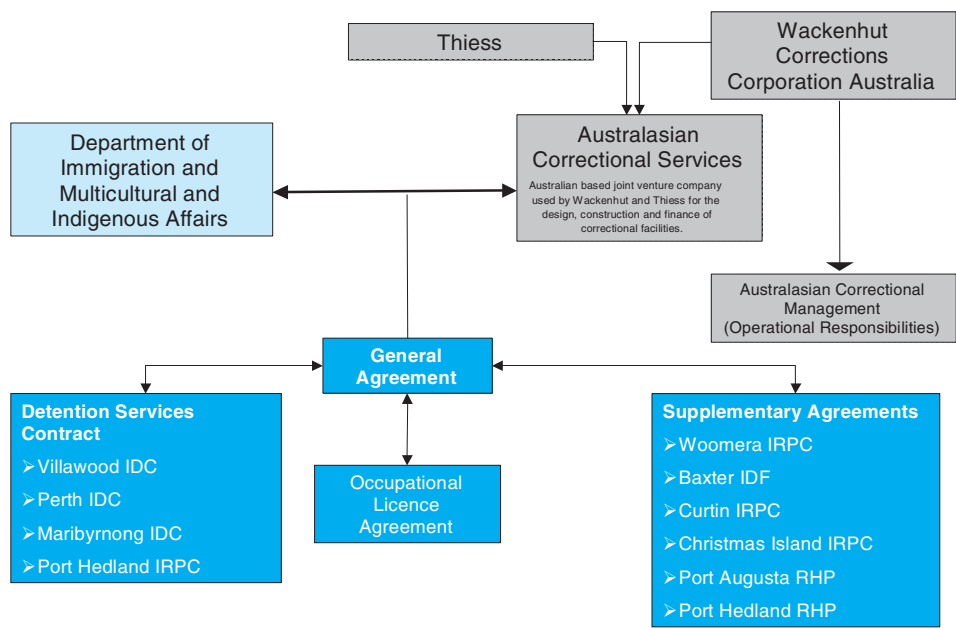 Thiess
Wackenhut
Corrections
Corporation Australia
Department of
Immigration and
Multicultural and
Indigenous Affairs
Australasian
Correctional Services
Australian based joint venture company
used by Wackenhut and Thiess for the
design, construction and finance of
correctional facilities.
Australasian Correctional
Management
(Operational Responsibilities)
General
Agreement
Detention Services
Contract
➢Villawood IDC
➢Perth IDC
➢Maribyrnong IDC
➢Port Hedland IRPC
Occupational
Licence
Agreement
Supplementary Agreements
➢Woomera IRPC
➢Baxter IDF
➢Curtin IRPC
➢Christmas Island IRPC
➢Port Augusta RHP
➢Port Hedland RHP